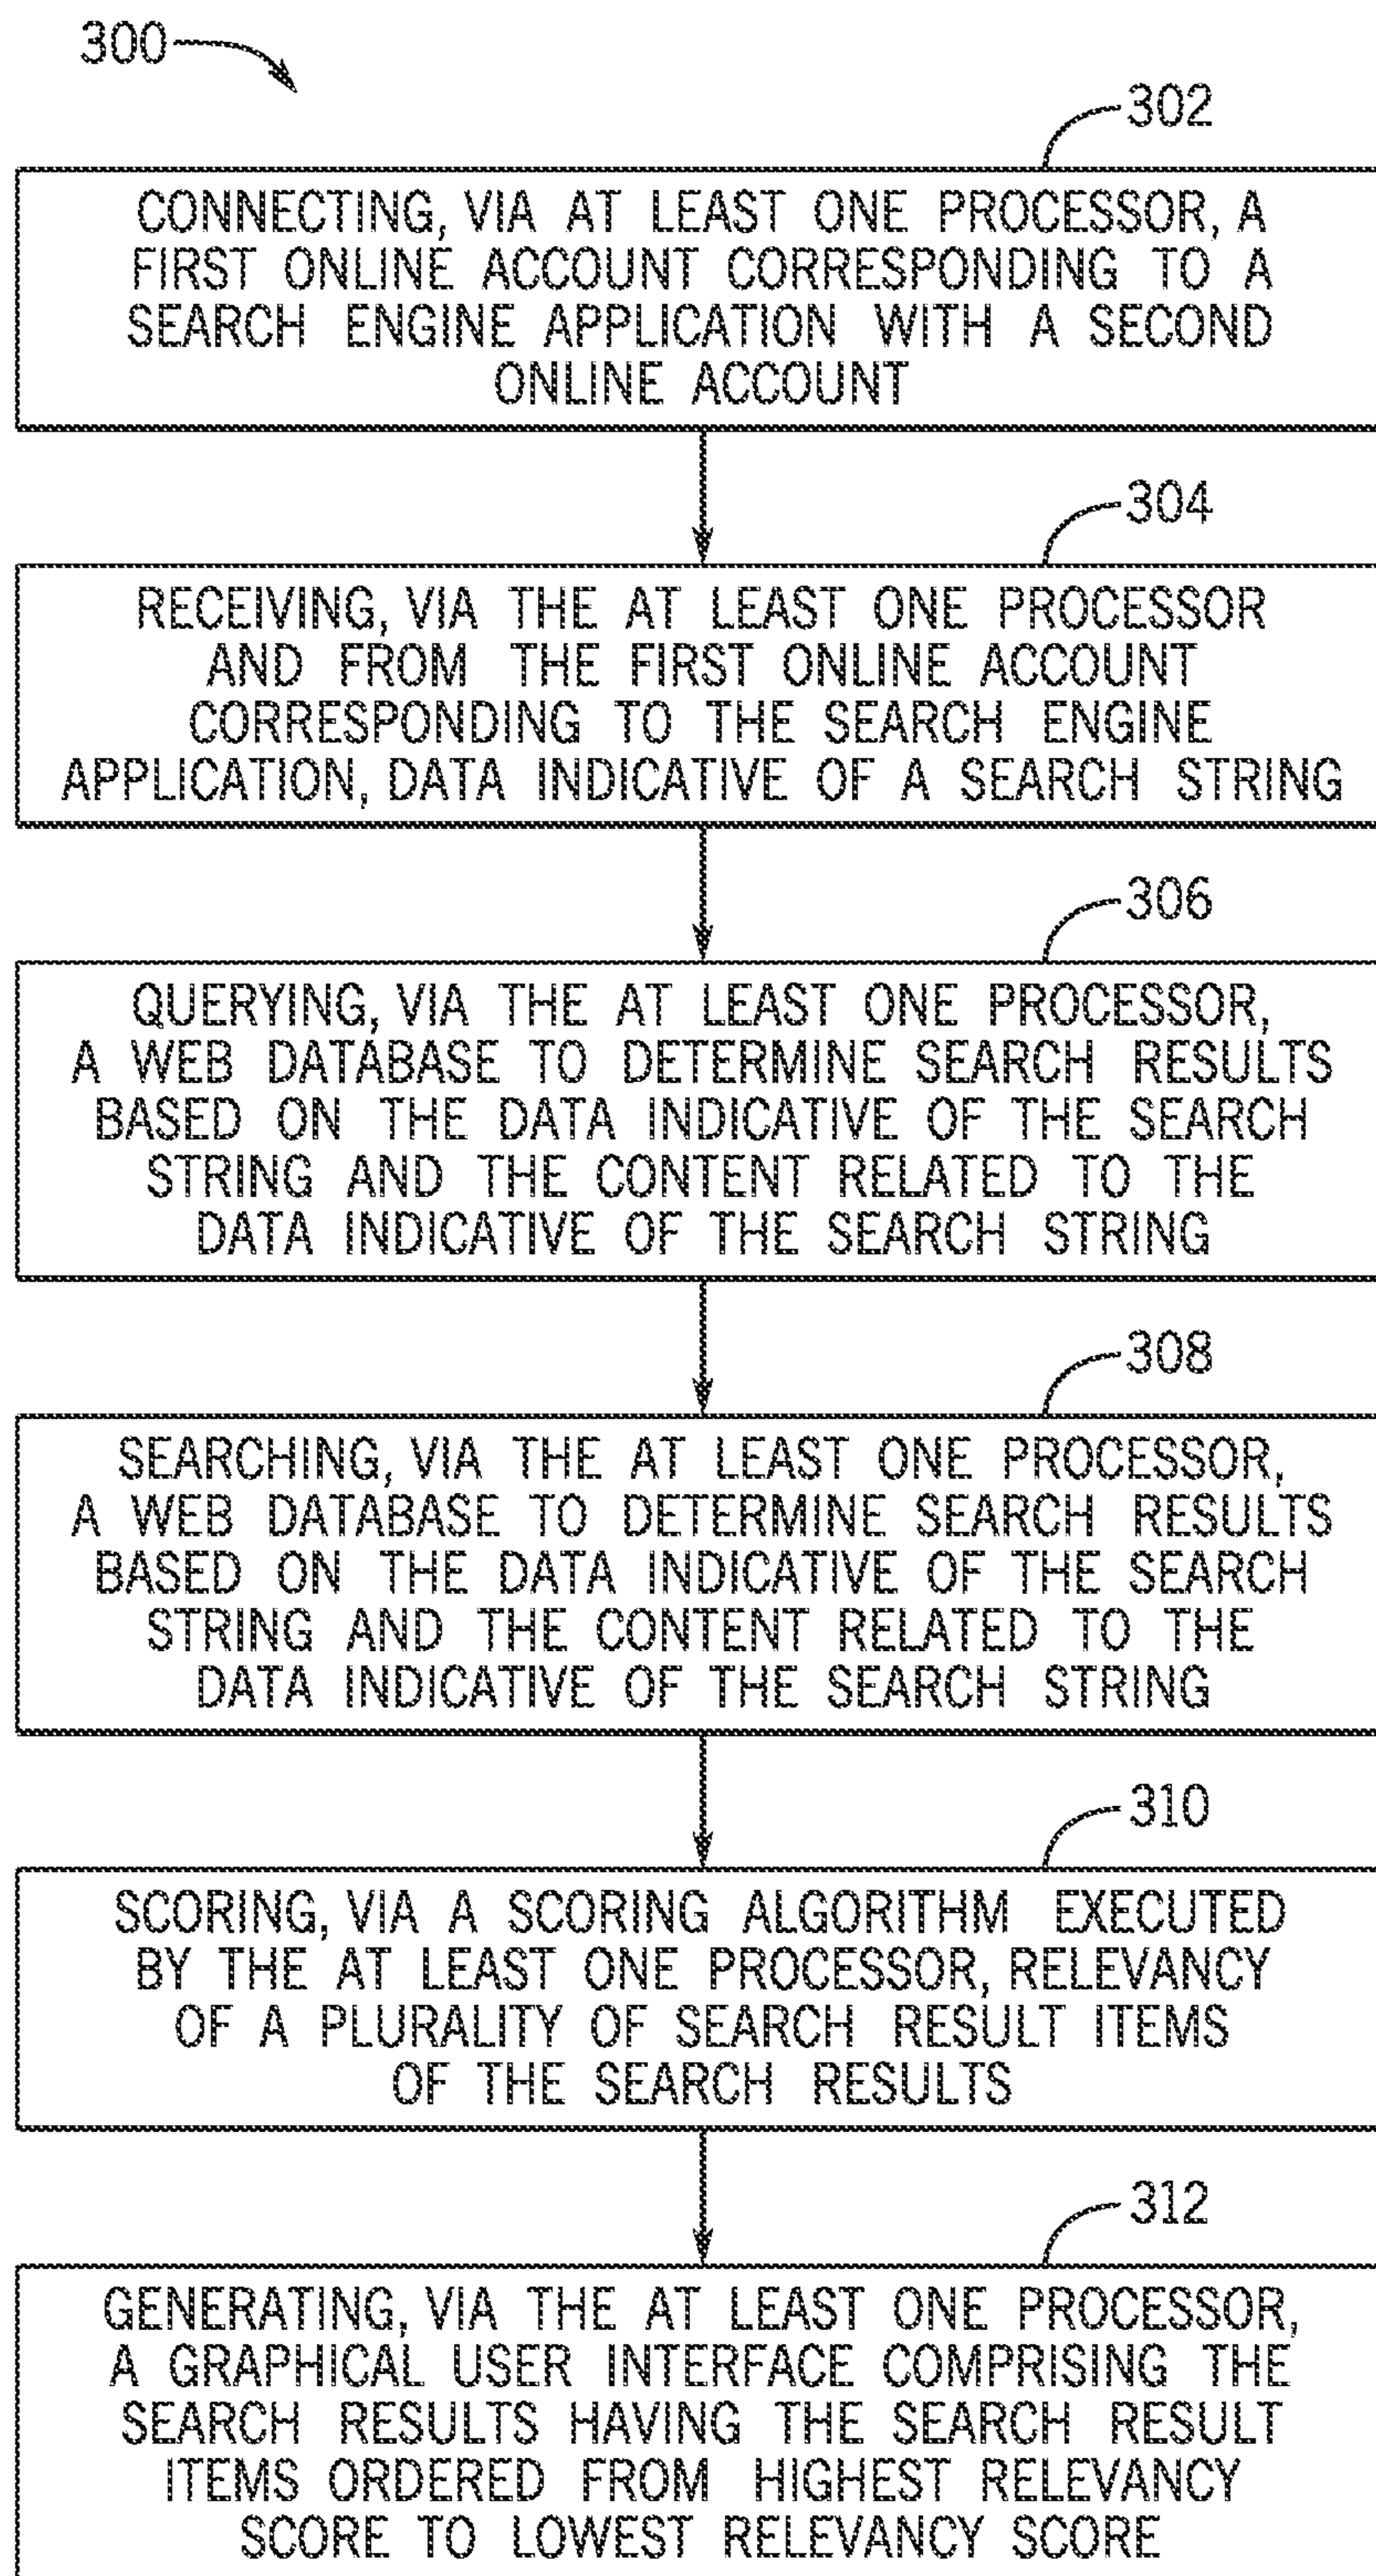 300
302
CONNECTING, VIA AT LEAST ONE PROCESSOR, A
FIRST ONLINE ACCOUNT CORRESPONDING TO A
SEARCH ENGINE APPLICATION WITH A SECOND
ONLINE ACCOUNT
304
RECEIVING, VIA THE AT LEAST ONE PROCESSOR
AND FROM THE FIRST ONLINE ACCOUNT
CORRESPONDING TO THE SEARCH ENGINE
APPLICATION, DATA INDICATIVE OF A SEARCH STRING
306
QUERYING, VIA THE AT LEAST ONE PROCESSOR,
A WEB DATABASE TO DETERMINE SEARCH RESULTS
BASED ON THE DATA INDICATIVE OF THE SEARCH
STRING AND THE CONTENT RELATED TO THE
DATA INDICATIVE OF THE SEARCH STRING
308
SEARCHING, VIA THE AT LEAST ONE PROCESSOR,
A WEB DATABASE TO DETERMINE SEARCH RESULTS
BASED ON THE DATA INDICATIVE OF THE SEARCH
STRING AND THE CONTENT RELATED TO THE
DATA INDICATIVE OF THE SEARCH STRING
310
SCORING, VIA A SCORING ALGORITHM EXECUTED
BY THE AT LEAST ONE PROCESSOR, RELEVANCY
OF A PLURALITY OF SEARCH RESULT ITEMS
OF THE SEARCH RESULTS
312
GENERATING, VIA THE AT LEAST ONE PROCESSOR,
A GRAPHICAL USER INTERFACE COMPRISING THE
SEARCH RESULTS HAVING THE SEARCH RESULT
ITEMS ORDERED FROM HIGHEST RELEVANCY
SCORE TO LOWEST RELEVANCY SCORE